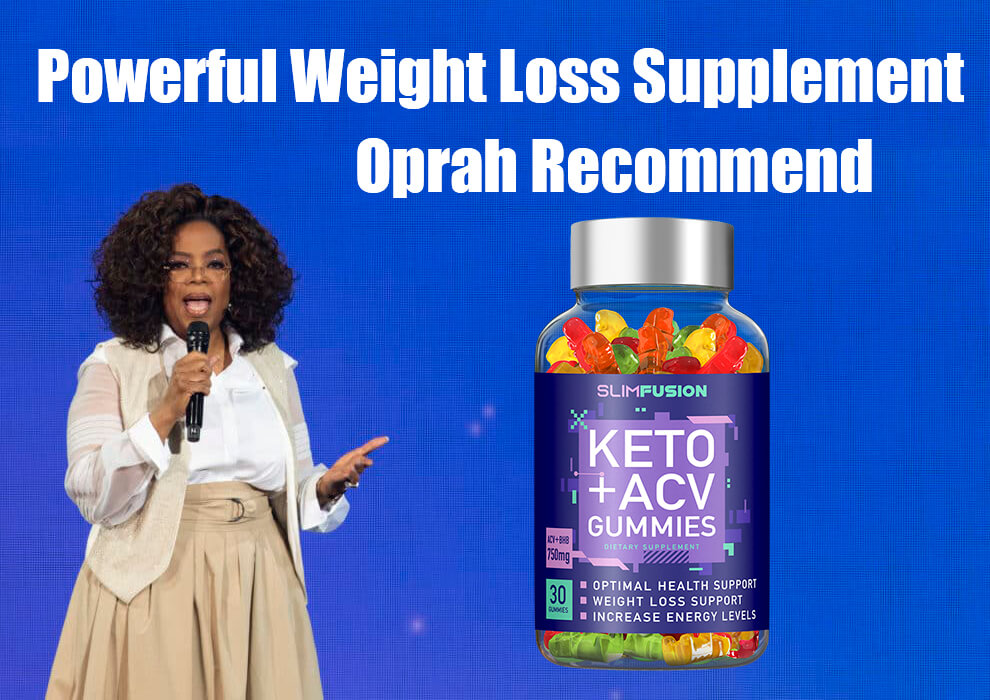 Powerful Weight Loss Supplement
Oprah Recommend
SLIMFUSION
KETO
+ACV
GUMMIES
DIETARY SUPPLEMENT
ACV+BHB
750mg
30
GUMMIES
OPTIMAL HEALTH SUPPORT
WEIGHT LOSS SUPPORT
INCREASE ENERGY LEVELS